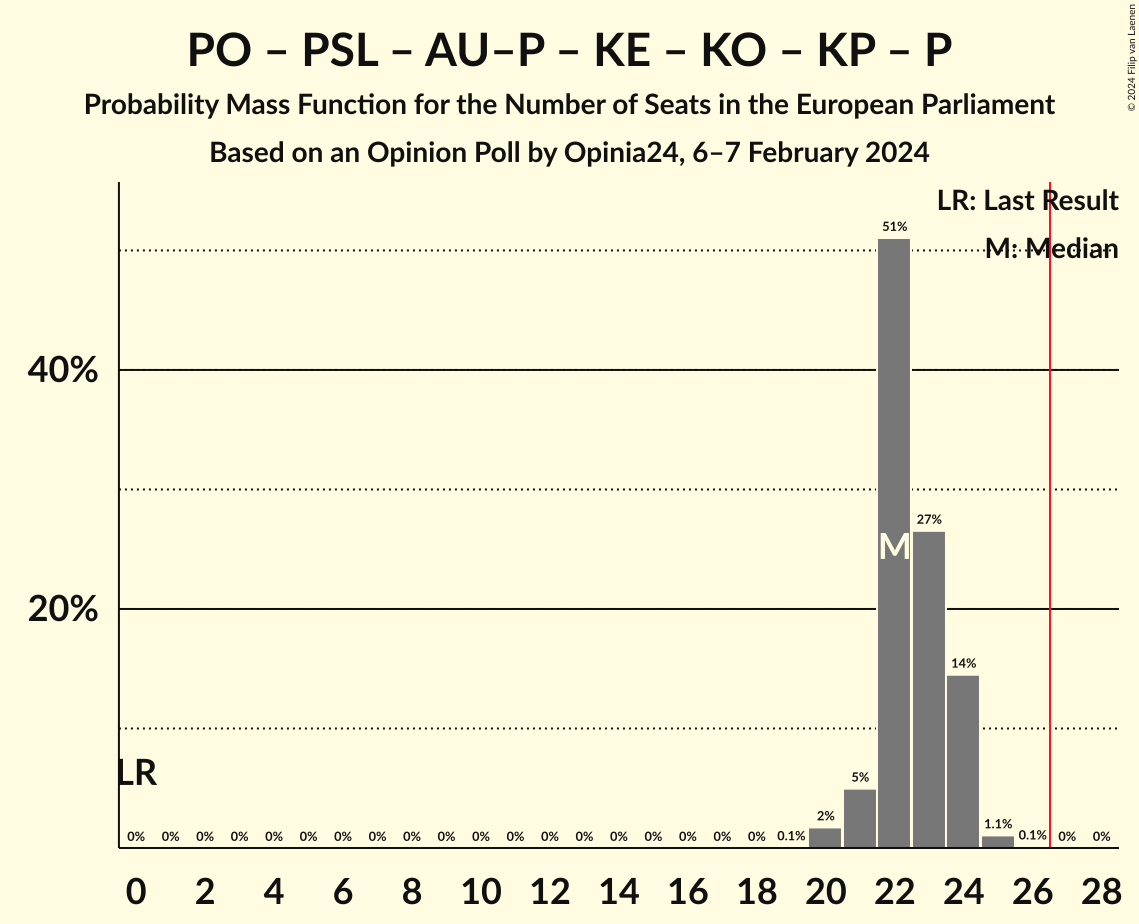 PO – PSL – AU–P – KE – KO – KP – P
Probability Mass Function for the Number of Seats in the European Parliament
Based on an Opinion Poll by Opinia24, 6–7 February 2024
© 2024 Filip van Laenen
LR: Last Result
M: Median
51%
40%
27%
M
20%
14%
LR
5%
2%
1.1%
0% 0% 0% 0% 0% 0% 0% 0% 0% 0% 0% 0% 0% 0% 0% 0% 0% 0% 0% 0.1% 0.1% 0% 0%
0 2 4 6 8 10 12 14 16 18 20 22 24 26 28